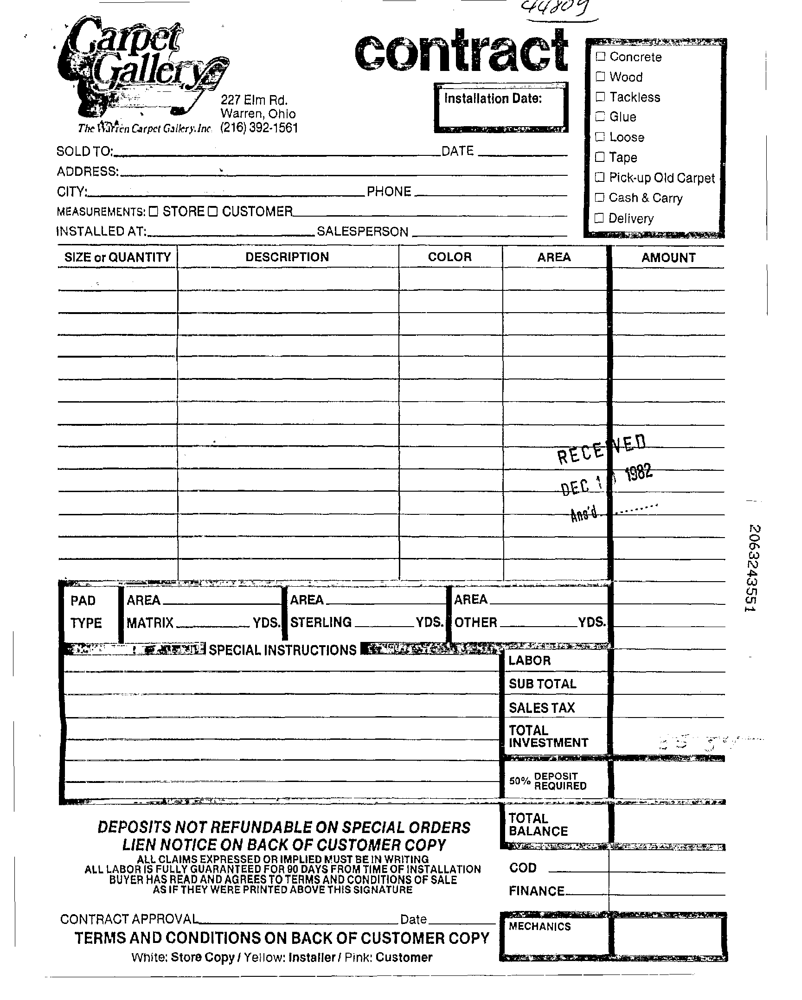 44809
Carpet Gallery
contract
227 Elm Rd.
Warren, Ohio
The Warren Carpet Gallery, Inc. (216) 392-1561
Installation Date:
☐ Concrete
☐ Wood
☐ Tackless
☐ Glue
☐ Loose
☐ Tape
☐ Pick-up Old Carpet
☐ Cash & Carry
☐ Delivery
SOLD TO: DATE
ADDRESS:
CITY: PHONE
MEASUREMENTS: ☐ STORE ☐ CUSTOMER
INSTALLED AT: SALESPERSON
SIZE or QUANTITY DESCRIPTION COLOR AREA AMOUNT
RECEIVED
DEC 1 1982
Ans'd
2063243551
PAD AREA AREA AREA
TYPE MATRIX YDS. STERLING YDS. OTHER YDS.
SPECIAL INSTRUCTIONS
LABOR
SUB TOTAL
SALES TAX
TOTAL
INVESTMENT
50% DEPOSIT
REQUIRED
TOTAL
BALANCE
COD
FINANCE
MECHANICS
DEPOSITS NOT REFUNDABLE ON SPECIAL ORDERS
LIEN NOTICE ON BACK OF CUSTOMER COPY
ALL CLAIMS EXPRESSED OR IMPLIED MUST BE IN WRITING
ALL LABOR IS FULLY GUARANTEED FOR 90 DAYS FROM TIME OF INSTALLATION
BUYER HAS READ AND AGREES TO TERMS AND CONDITIONS OF SALE
AS IF THEY WERE PRINTED ABOVE THIS SIGNATURE
CONTRACT APPROVAL Date
TERMS AND CONDITIONS ON BACK OF CUSTOMER COPY
White: Store Copy / Yellow: Installer / Pink: Customer